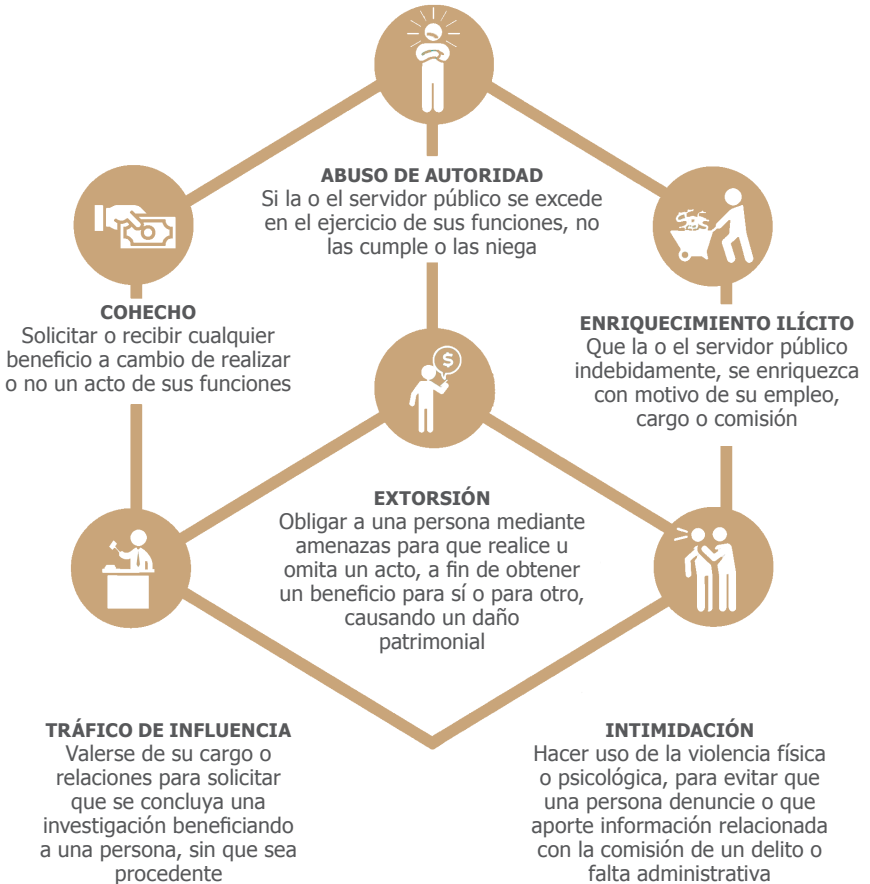 ABUSO DE AUTORIDAD
Si la o el servidor público se excede
en el ejercicio de sus funciones, no
las cumple o las niega
COHECHO
Solicitar o recibir cualquier
beneficio a cambio de realizar
o no un acto de sus funciones
ENRIQUECIMIENTO ILÍCITO
Que la o el servidor público
indebidamente, se enriquezca
con motivo de su empleo,
cargo o comisión
$
EXTORSIÓN
Obligar a una persona mediante
amenazas para que realice u
omita un acto, a fin de obtener
un beneficio para sí o para otro,
causando un daño
patrimonial
TRÁFICO DE INFLUENCIA
Valerse de su cargo o
relaciones para solicitar
que se concluya una
investigación beneficiando
a una persona, sin que sea
procedente
INTIMIDACIÓN
Hacer uso de la violencia física
o psicológica, para evitar que
una persona denuncie o que
aporte información relacionada
con la comisión de un delito o
falta administrativa